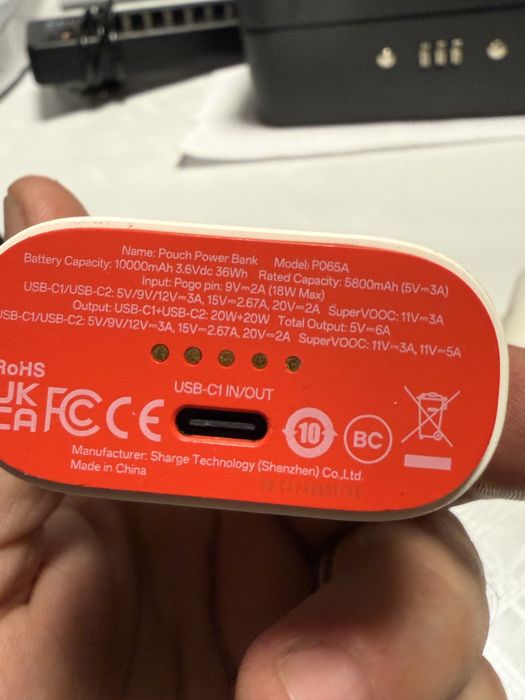 Name: Pouch Power Bank Model: P065A
Battery Capacity: 10000mAh 3.6Vdc 36Wh Rated Capacity: 5800mAh (5V⎓3A)
Input: Pogo pin: 9V⎓2A (18W Max)
USB-C1/USB-C2: 5V/9V/12V⎓3A, 15V⎓2.67A, 20V⎓2A SuperVOOC: 11V⎓3A
Output: USB-C1+USB-C2: 20W+20W Total Output: 5V⎓6A
USB-C1/USB-C2: 5V/9V/12V⎓3A, 15V⎓2.67A, 20V⎓2A SuperVOOC: 11V⎓3A, 11V⎓5A
RoHS
USB-C1 IN/OUT
UK
CA FC CE 10 BC
Manufacturer: Sharge Technology (Shenzhen) Co.,Ltd.
Made in China